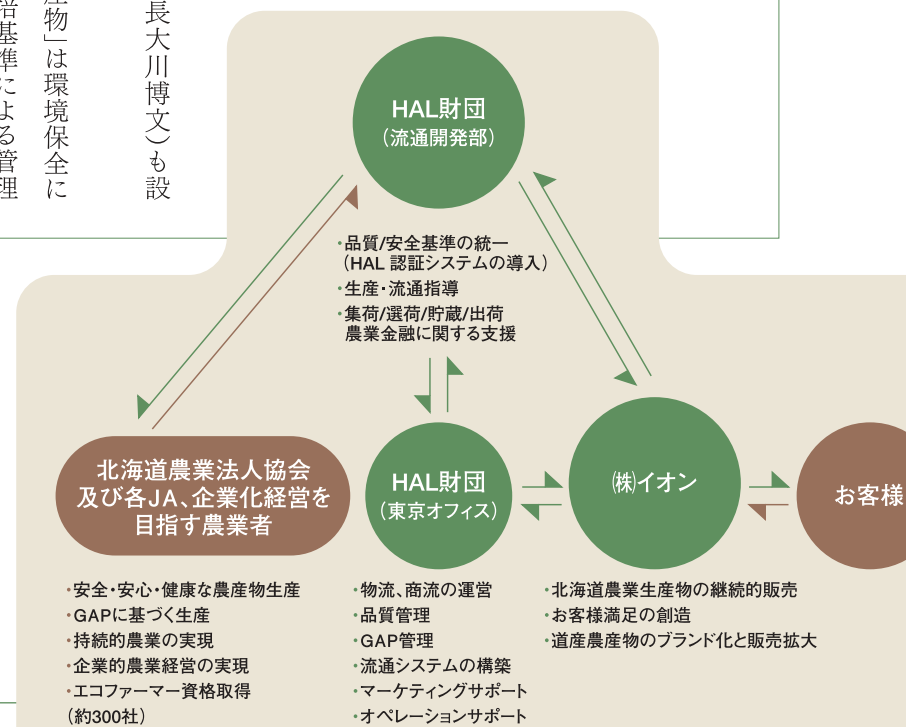 長大川博文）も設
産物」は環境保全に
培基準による管理
HAL財団
（流通開発部）
・品質/安全基準の統一
（HAL 認証システムの導入）
・生産・流通指導
・集荷/選荷/貯蔵/出荷
農業金融に関する支援
北海道農業法人協会
及び各JA、企業化経営を
目指す農業者
・安全・安心・健康な農産物生産
・GAPに基づく生産
・持続的農業の実現
・企業的農業経営の実現
・エコファーマー資格取得
（約300社）
HAL財団
（東京オフィス）
・物流、商流の運営
・品質管理
・GAP管理
・流通システムの構築
・マーケティングサポート
・オペレーションサポート
㈱イオン
・北海道農業生産物の継続的販売
・お客様満足の創造
・道産農産物のブランド化と販売拡大
お客様